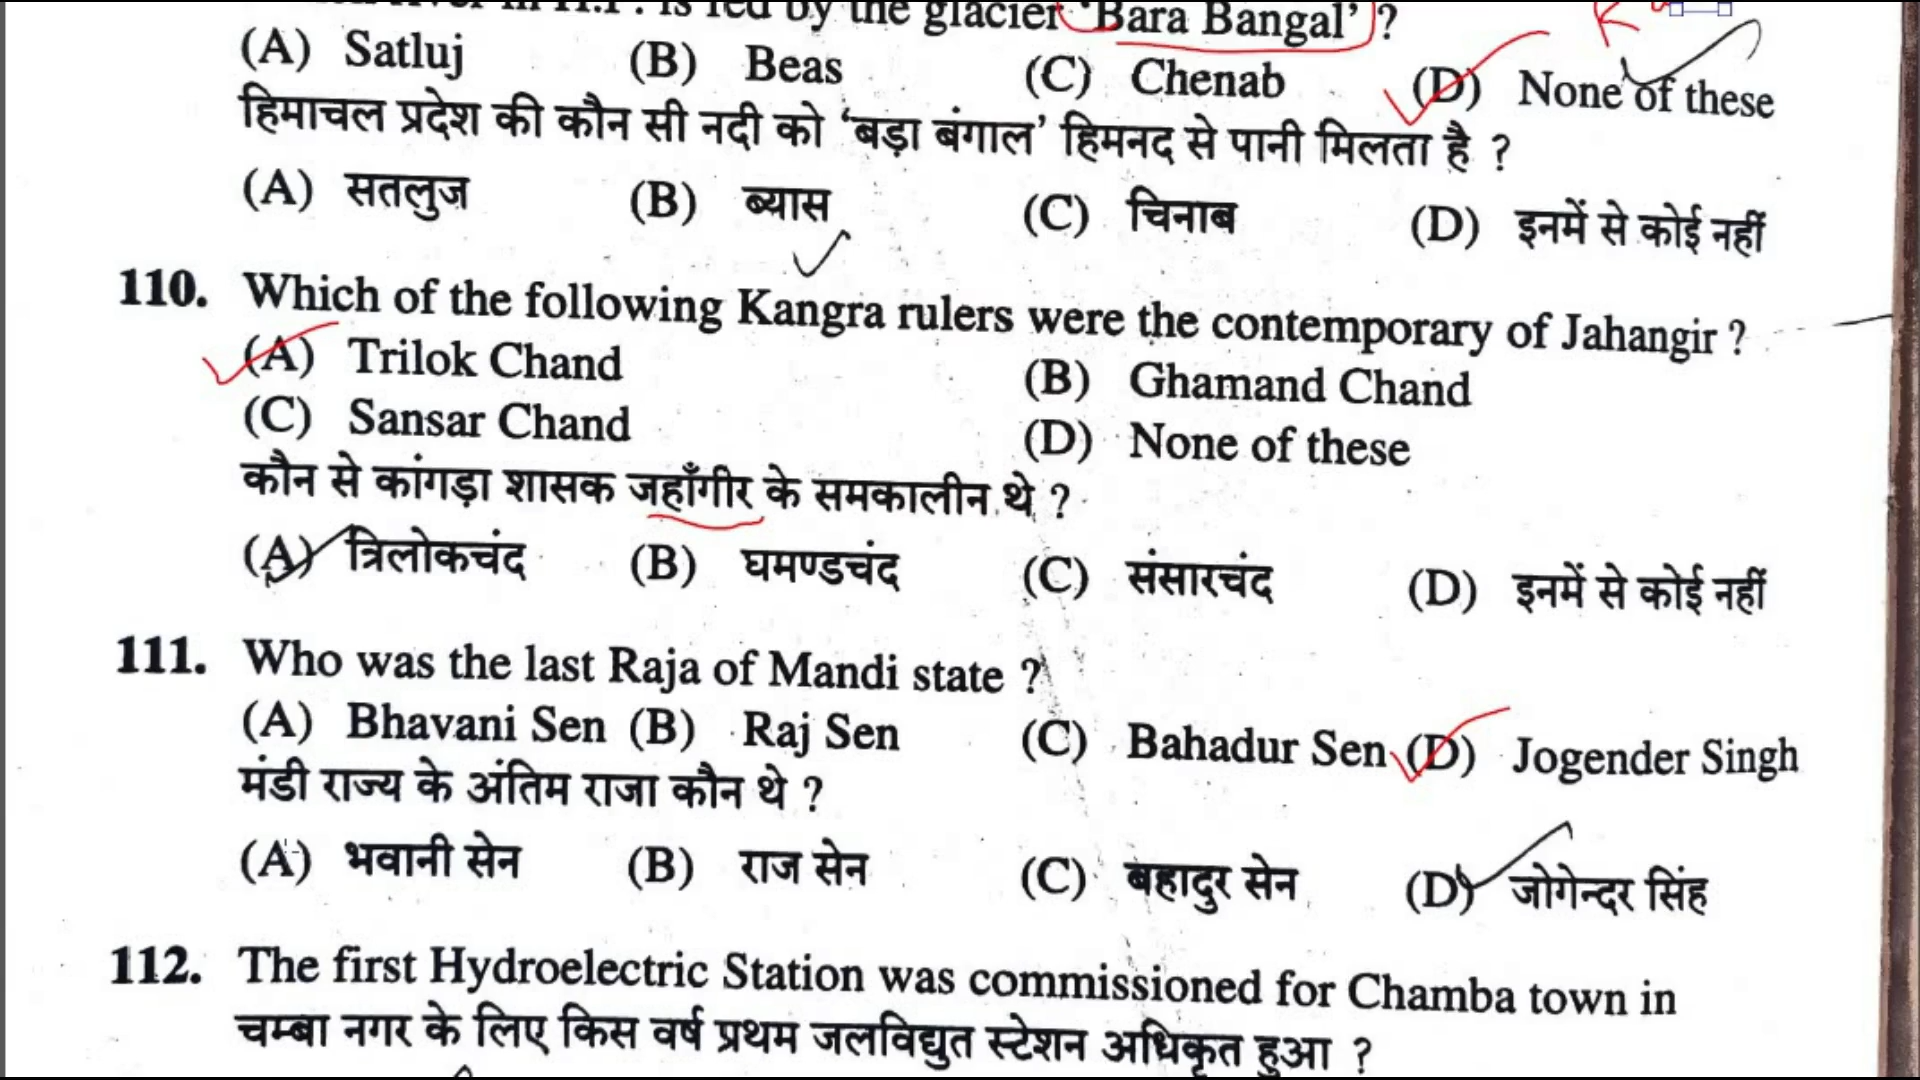 river in H.P. is fed by the glacier 'Bara Bangal' ?
(A) Satluj (B) Beas (C) Chenab (D) None of these
हिमाचल प्रदेश की कौन सी नदी को 'बड़ा बंगाल' हिमनद से पानी मिलता है ?
(A) सतलुज (B) ब्यास (C) चिनाब (D) इनमें से कोई नहीं
110. Which of the following Kangra rulers were the contemporary of Jahangir ?
(A) Trilok Chand (B) Ghamand Chand
(C) Sansar Chand (D) None of these
कौन से कांगड़ा शासक जहाँगीर के समकालीन थे ?
(A) त्रिलोकचंद (B) घमण्डचंद (C) संसारचंद (D) इनमें से कोई नहीं
111. Who was the last Raja of Mandi state ?
(A) Bhavani Sen (B) Raj Sen (C) Bahadur Sen (D) Jogender Singh
मंडी राज्य के अंतिम राजा कौन थे ?
(A) भवानी सेन (B) राज सेन (C) बहादुर सेन (D) जोगेन्दर सिंह
112. The first Hydroelectric Station was commissioned for Chamba town in
चम्बा नगर के लिए किस वर्ष प्रथम जलविद्युत स्टेशन अधिकृत हुआ ?